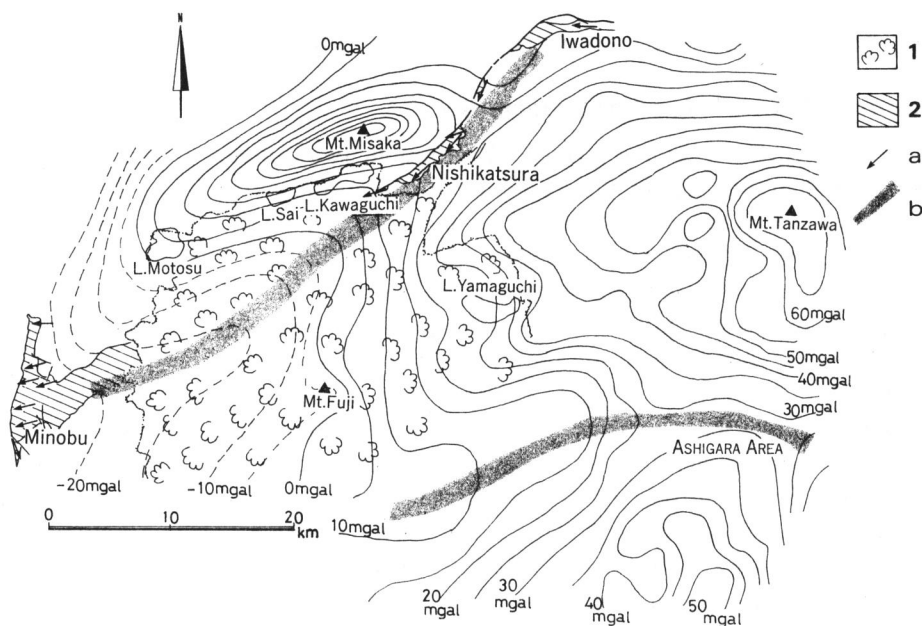 N
0mgal
Iwadono
1
2
a
b
Mt.Misaka
Nishikatsura
L.Sai
L.Kawaguchi
L.Motosu
Mt.Tanzawa
L.Yamaguchi
60mgal
50mgal
40mgal
30mgal
Mt.Fuji
Minobu
ASHIGARA AREA
-20mgal
-10mgal
0mgal
10mgal
0
10
20
km
20
mgal
30
mgal
40
mgal
50
mgal